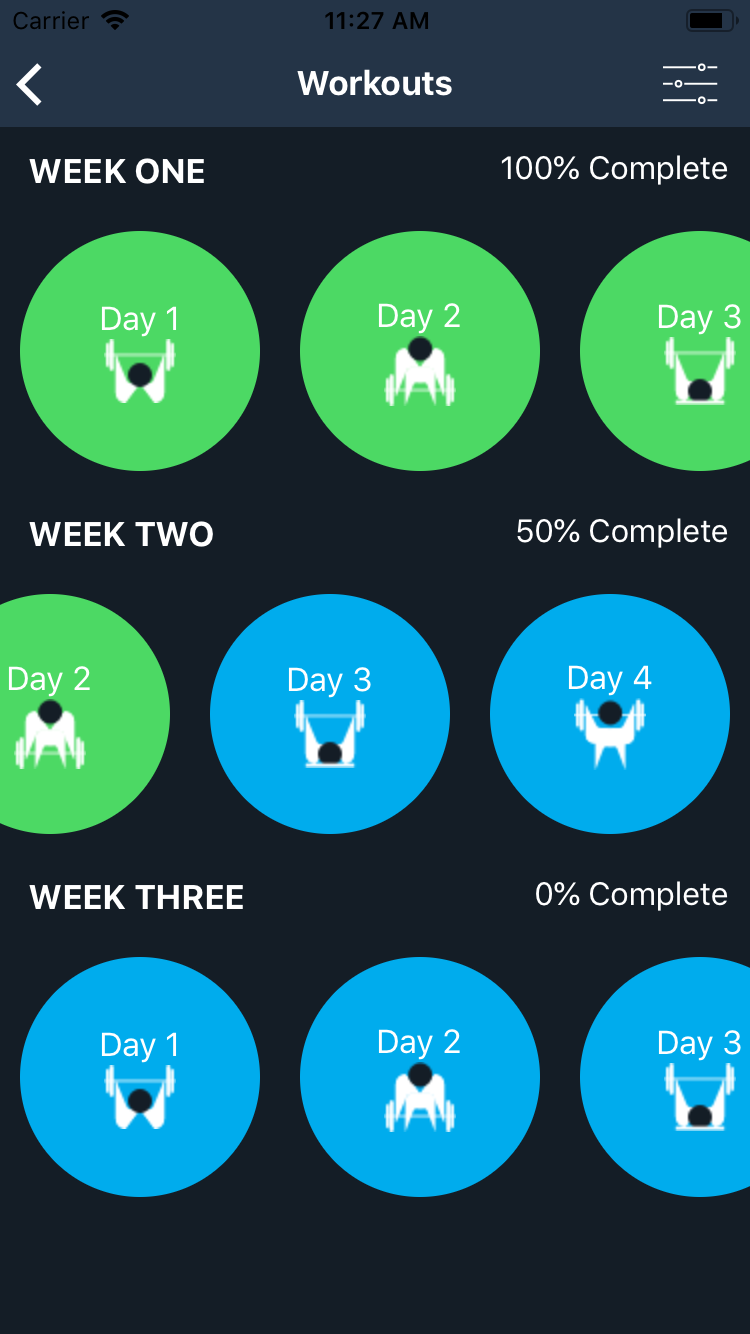 Carrier 11:27 AM
Workouts
WEEK ONE 100% Complete
Day 1 Day 2 Day 3
WEEK TWO 50% Complete
Day 2 Day 3 Day 4
WEEK THREE 0% Complete
Day 1 Day 2 Day 3